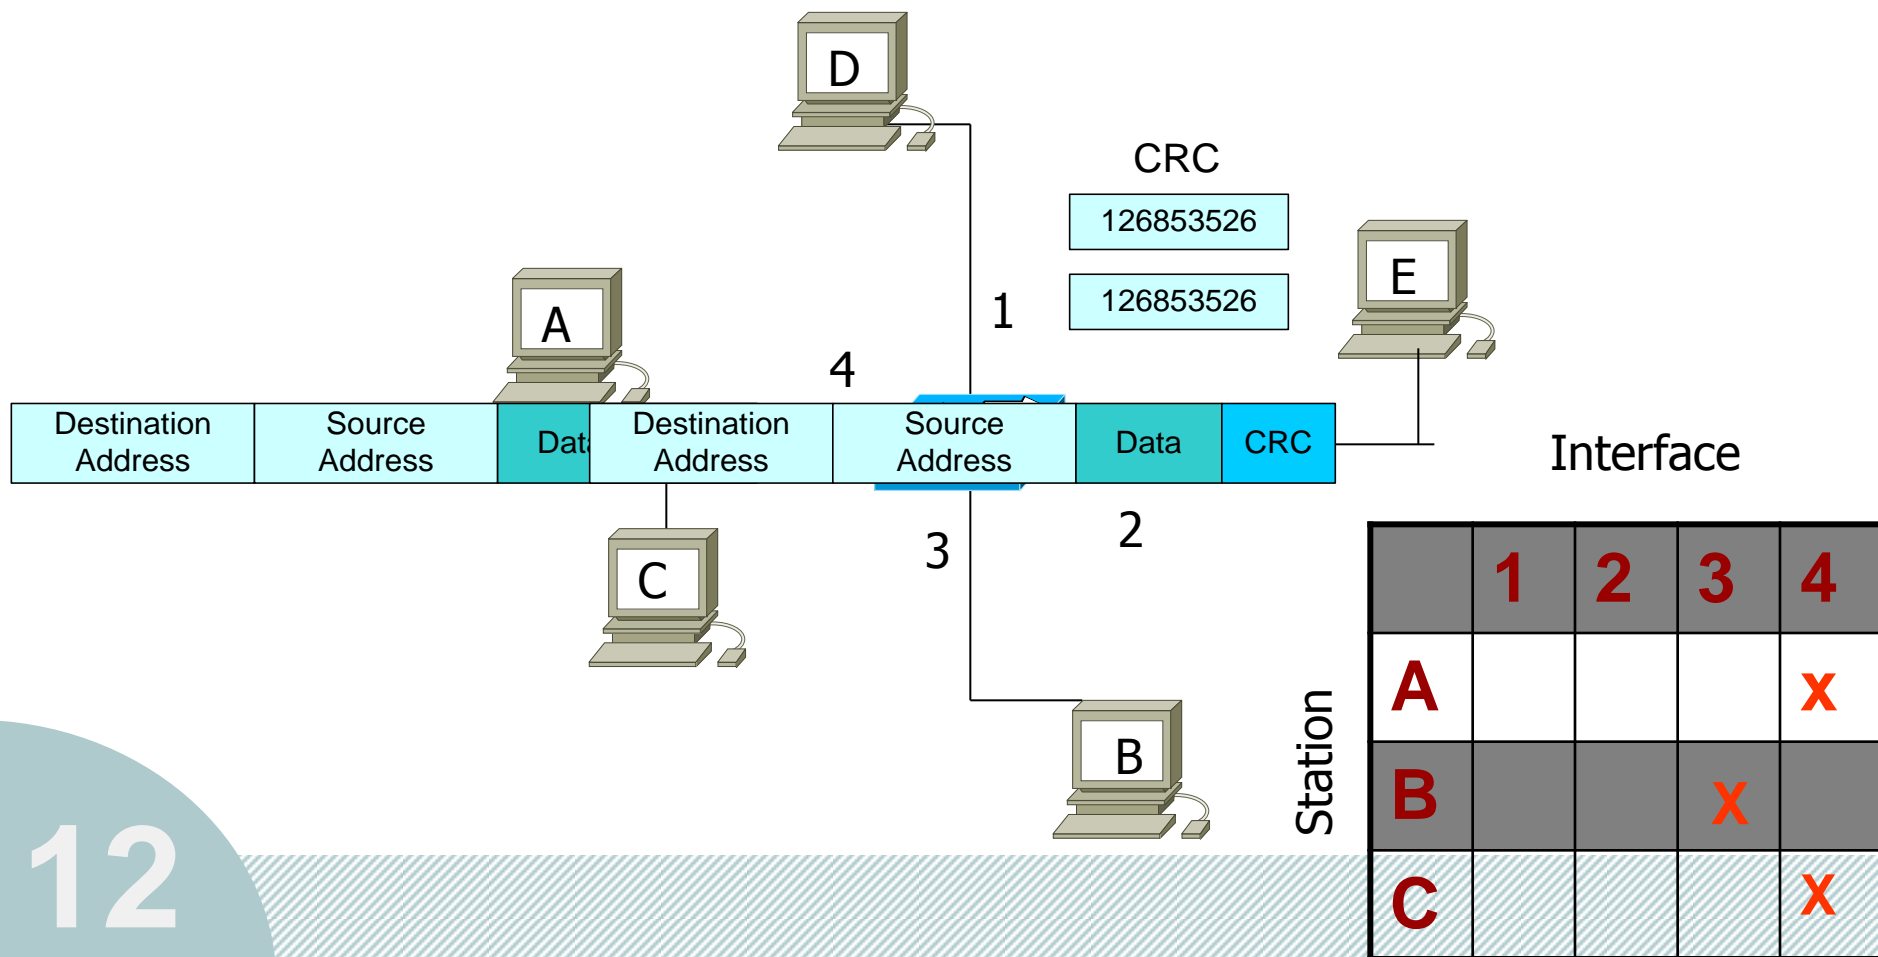 D
CRC
126853526
126853526
E
A
1
4
Destination
Address
Source
Address
Data
Destination
Address
Source
Address
Data
CRC
Interface
3
2
C
B
Station
1 2 3 4
A x
B X
C X
12